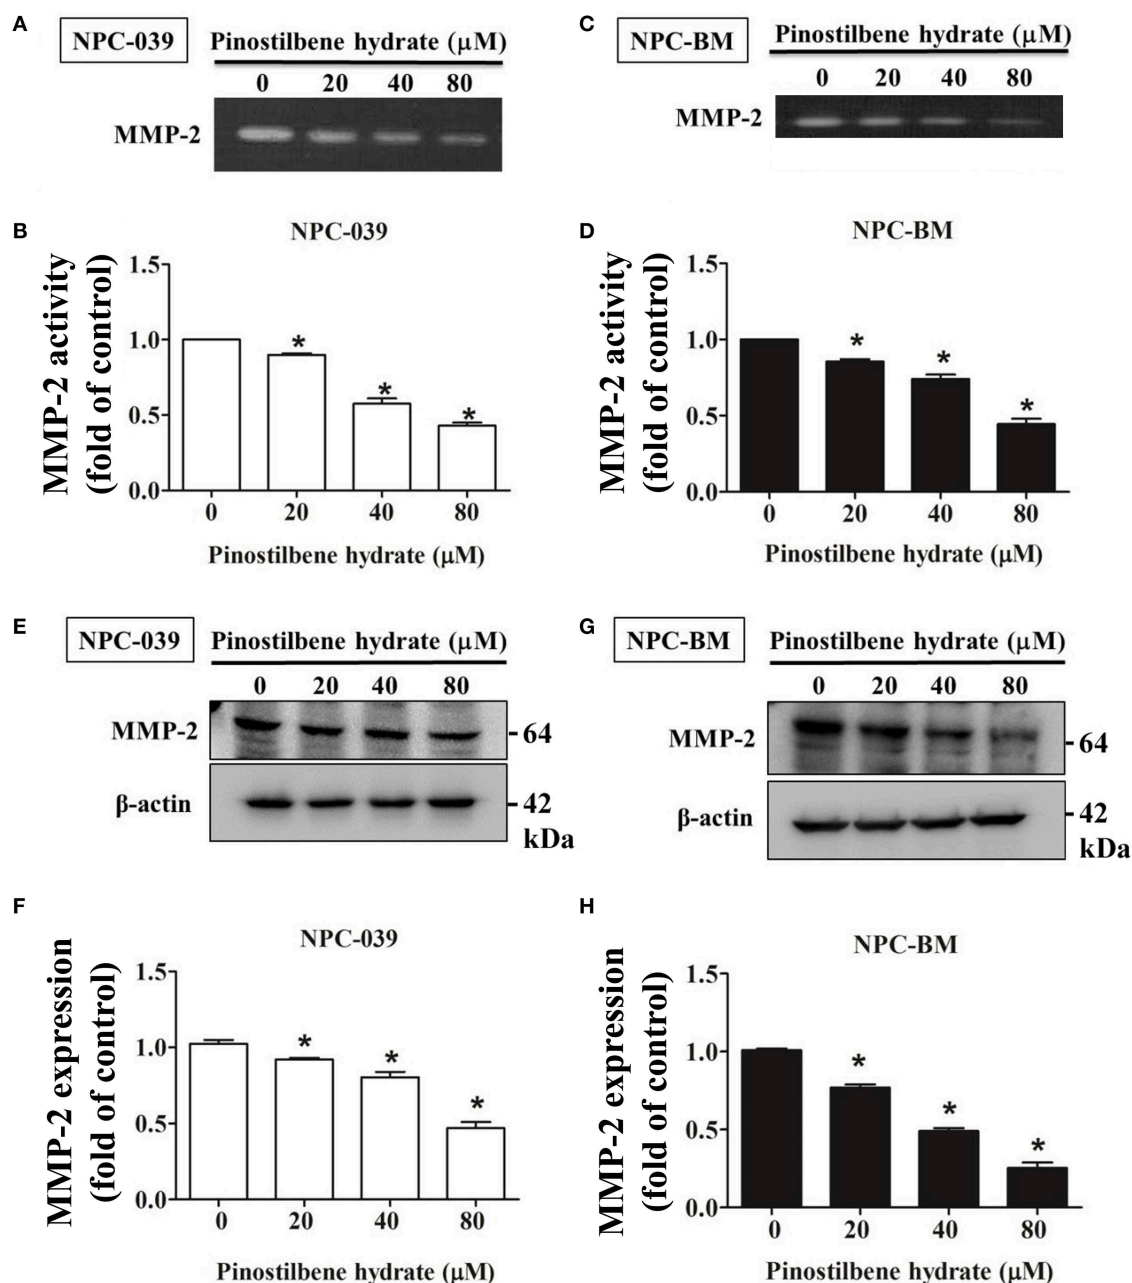 A
NPC-039
Pinostilbene hydrate (μM)
0 20 40 80
MMP-2
C
NPC-BM
Pinostilbene hydrate (μM)
0 20 40 80
MMP-2
B
NPC-039
MMP-2 activity
(fold of control)
1.5
1.0
0.5
0.0
* * *
0 20 40 80
Pinostilbene hydrate (μM)
D
NPC-BM
MMP-2 activity
(fold of control)
1.5
1.0
0.5
0.0
* * *
0 20 40 80
Pinostilbene hydrate (μM)
E
NPC-039
Pinostilbene hydrate (μM)
0 20 40 80
MMP-2
-64
β-actin
-42
kDa
G
NPC-BM
Pinostilbene hydrate (μM)
0 20 40 80
MMP-2
-64
β-actin
-42
kDa
F
NPC-039
MMP-2 expression
(fold of control)
1.5
1.0
0.5
0.0
* * *
0 20 40 80
Pinostilbene hydrate (μM)
H
NPC-BM
MMP-2 expression
(fold of control)
1.5
1.0
0.5
0.0
* * *
0 20 40 80
Pinostilbene hydrate (μM)